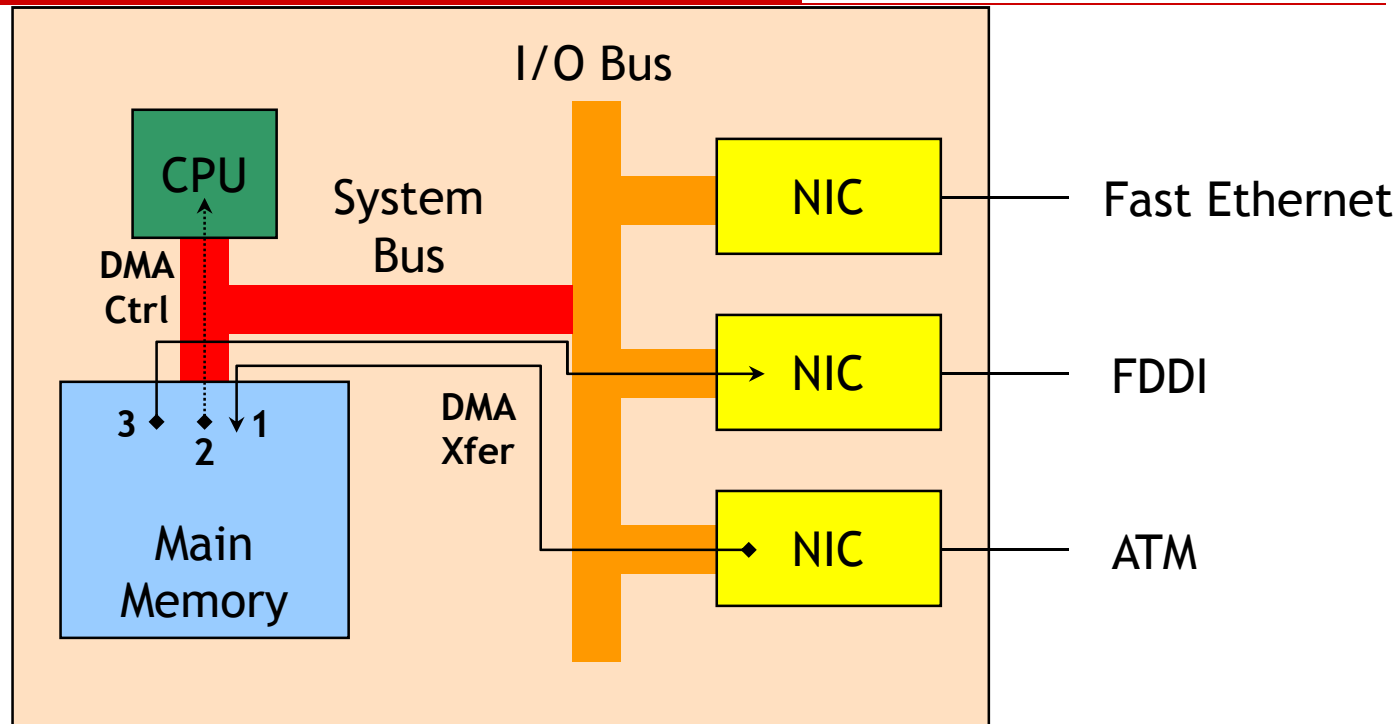 I/O Bus
CPU
System
Bus
DMA
Ctrl
NIC
Fast Ethernet
NIC
FDDI
3
2
1
DMA
Xfer
Main
Memory
NIC
ATM